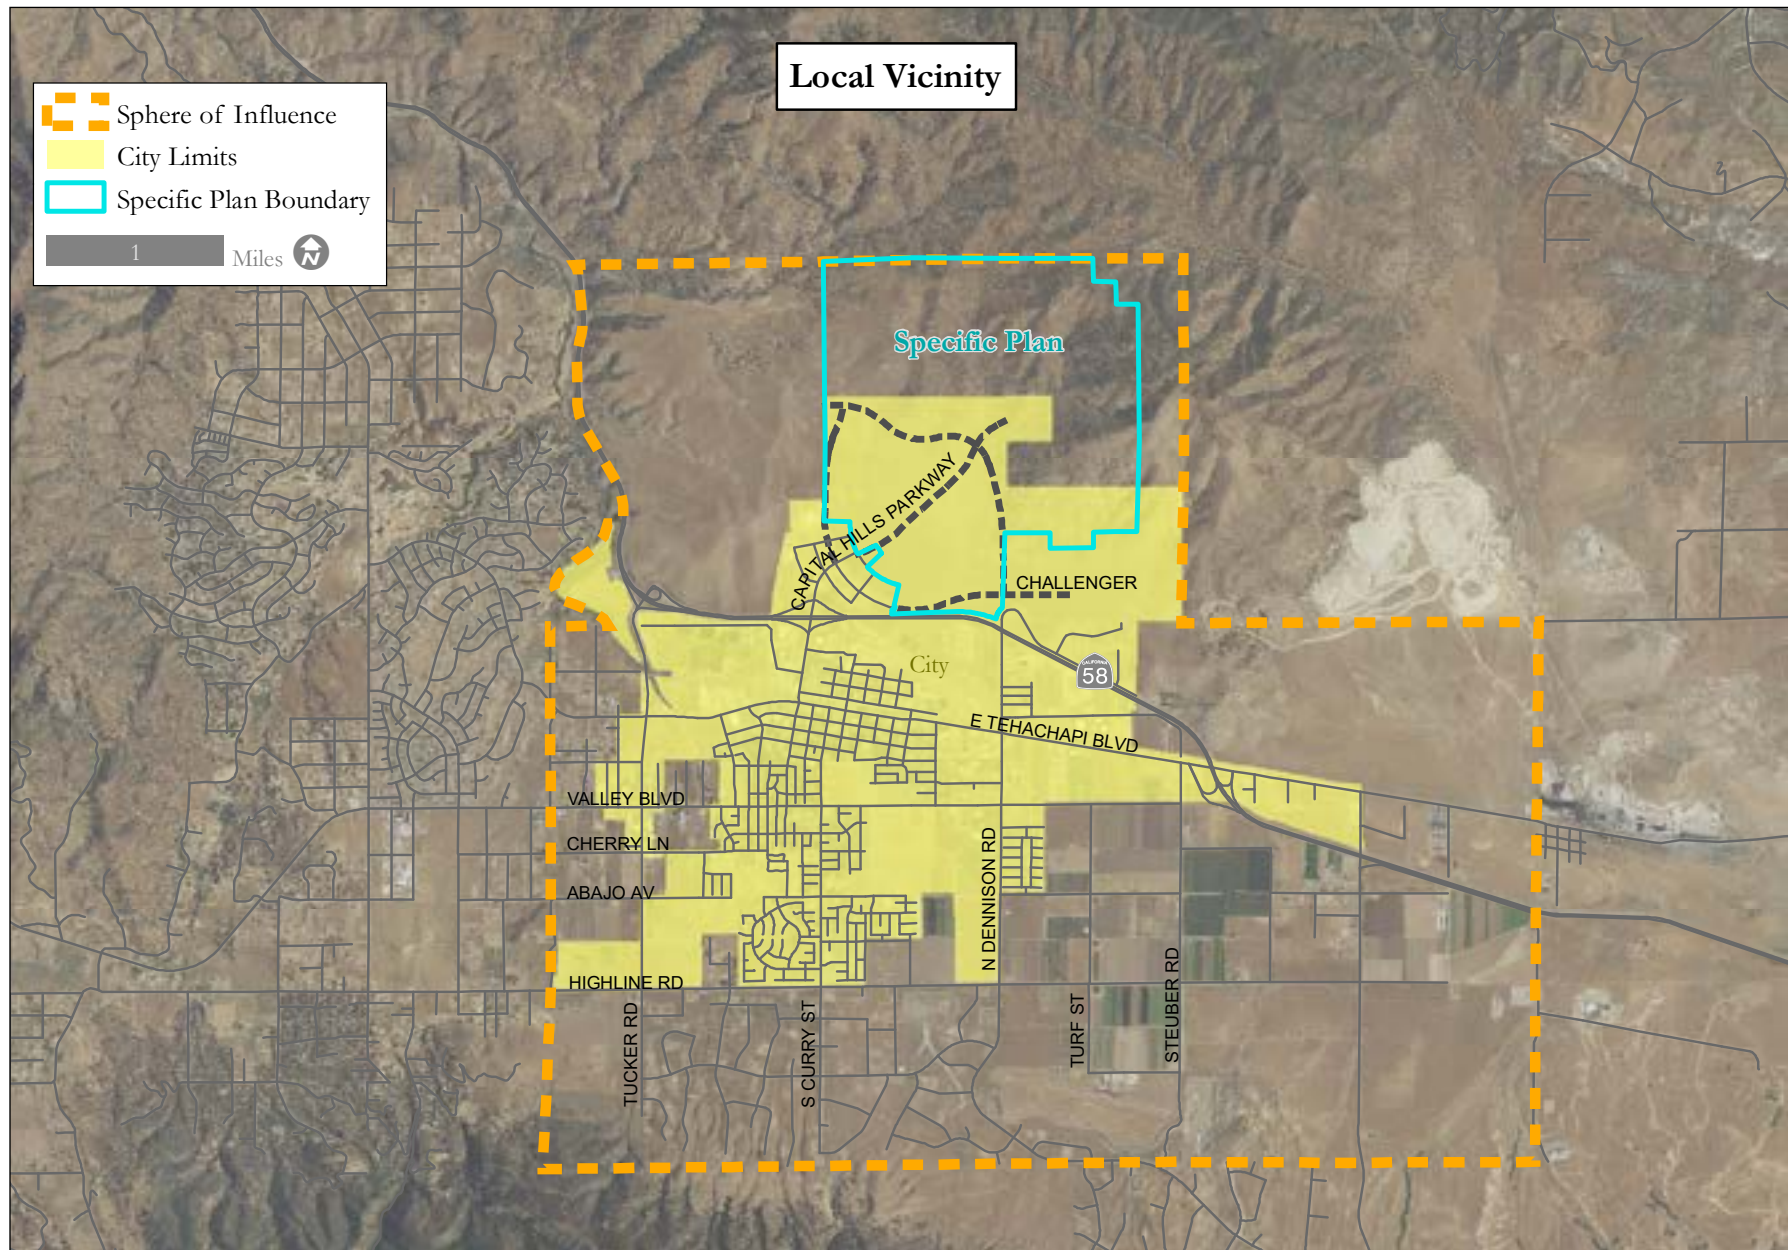 Local Vicinity
Sphere of Influence
City Limits
Specific Plan Boundary
1
Miles
N
Specific Plan
CAPITAL HILLS PARKWAY
CHALLENGER
City
CALIFORNIA
58
E TEHACHAPI BLVD
VALLEY BLVD
CHERRY LN
ABAJO AV
N DENNISON RD
HIGHLINE RD
TUCKER RD
S CURRY ST
TURF ST
STEUBER RD